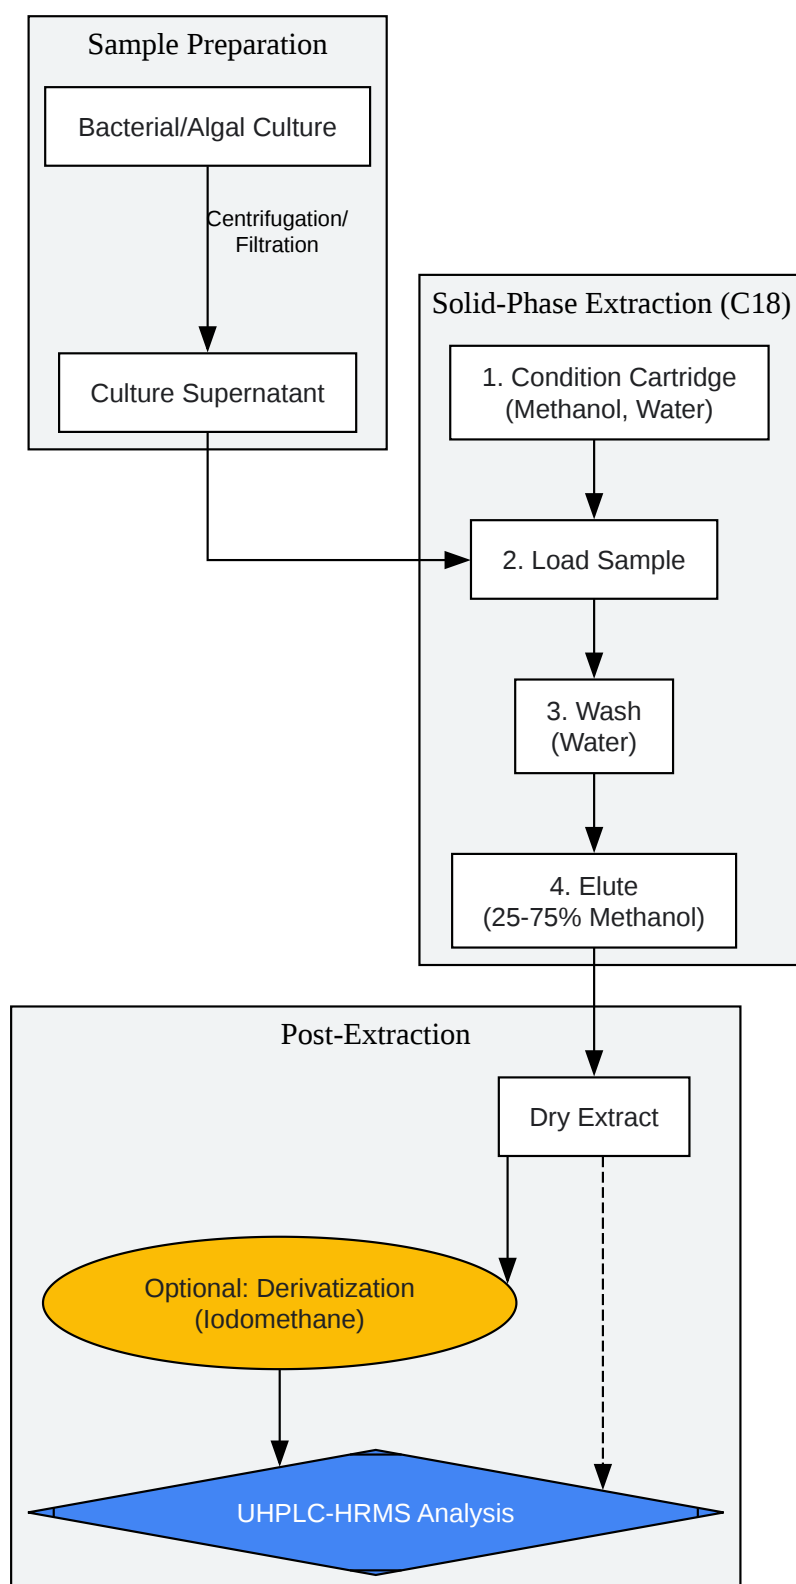 Sample Preparation
Bacterial/Algal Culture
Centrifugation/
Filtration
Culture Supernatant
Solid-Phase Extraction (C18)
1. Condition Cartridge
(Methanol, Water)
2. Load Sample
3. Wash
(Water)
4. Elute
(25-75% Methanol)
Post-Extraction
Dry Extract
Optional: Derivatization
(Iodomethane)
UHPLC-HRMS Analysis